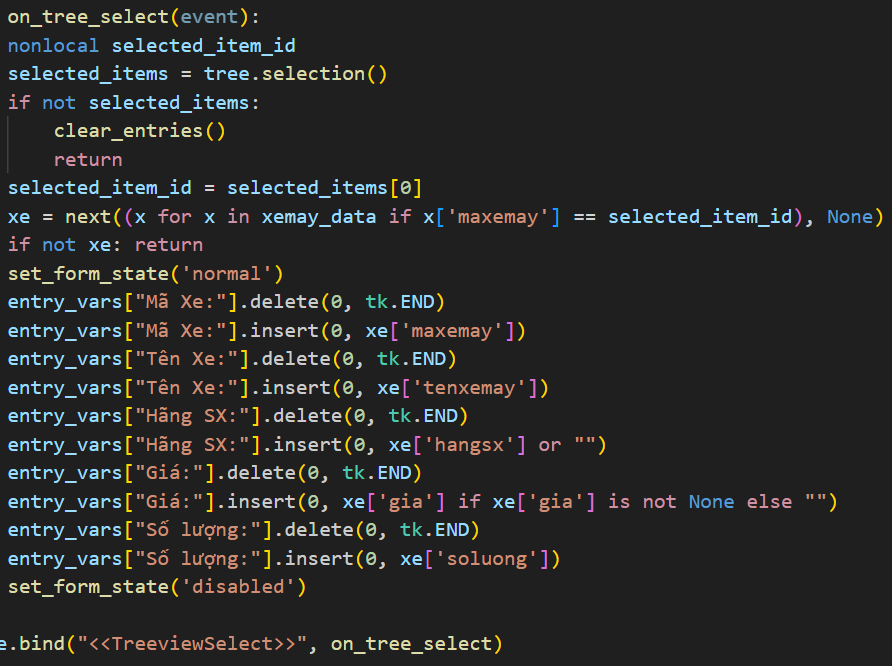 on_tree_select(event):
nonlocal selected_item_id
selected_items = tree.selection()
if not selected_items:
    clear_entries()
    return
selected_item_id = selected_items[0]
xe = next((x for x in xemay_data if x['maxemay'] == selected_item_id), None)
if not xe: return
set_form_state('normal')
entry_vars["Mã Xe:"].delete(0, tk.END)
entry_vars["Mã Xe:"].insert(0, xe['maxemay'])
entry_vars["Tên Xe:"].delete(0, tk.END)
entry_vars["Tên Xe:"].insert(0, xe['tenxemay'])
entry_vars["Hãng SX:"].delete(0, tk.END)
entry_vars["Hãng SX:"].insert(0, xe['hangsx'] or "")
entry_vars["Giá:"].delete(0, tk.END)
entry_vars["Giá:"].insert(0, xe['gia'] if xe['gia'] is not None else "")
entry_vars["Số lượng:"].delete(0, tk.END)
entry_vars["Số lượng:"].insert(0, xe['soluong'])
set_form_state('disabled')
e.bind("<<TreeviewSelect>>", on_tree_select)